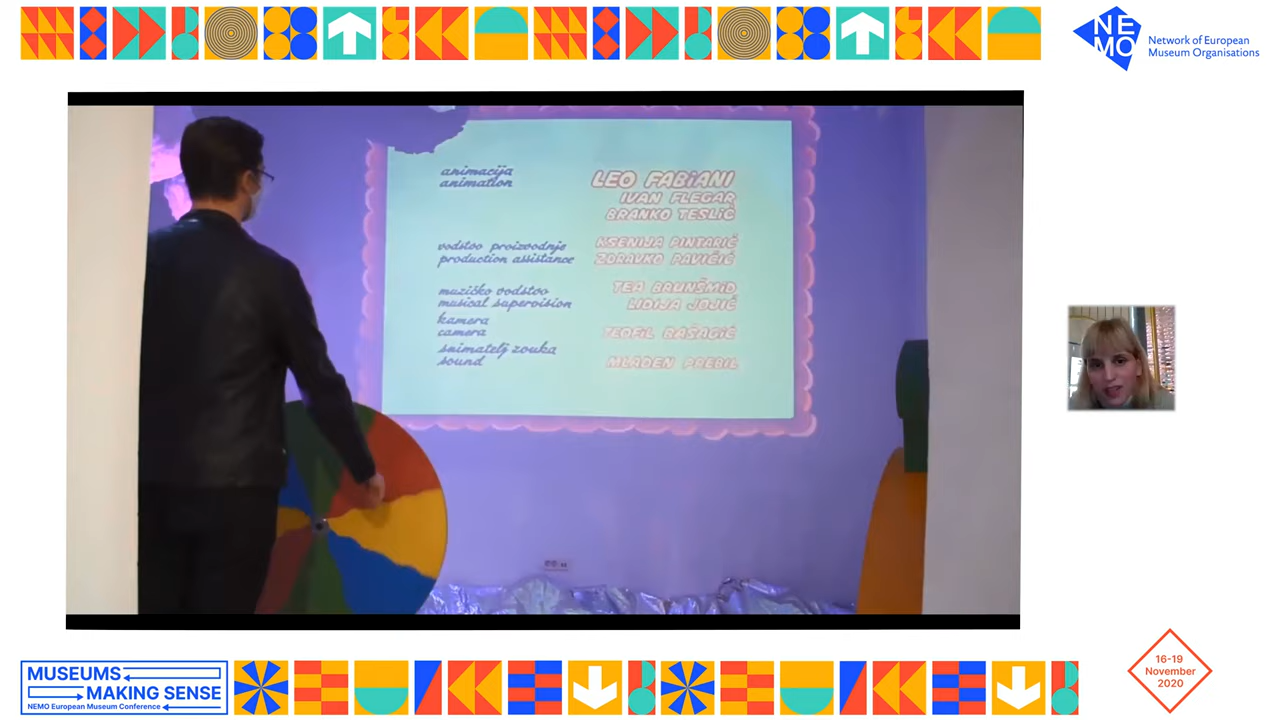 NE
MO
Network of European
Museum Organisations
animacija
animation
LEO FABiANI
IVAN FLEGAR
BRANKO TESLiĆ
vodstvo proizvodnje
production assistance
KSENIJA PINTARIĆ
ZDRAVKO PAVIČIĆ
muzičko vodstvo
musical supervision
TEA BRUNŠMiD
LIDIJA JOJIĆ
kamera
camera
TEOFIL BAŠAGIĆ
snimatelj zvuka
sound
MLADEN PREBIL
MUSEUMS
MAKING SENSE
NEMO European Museum Conference
16-19
November
2020